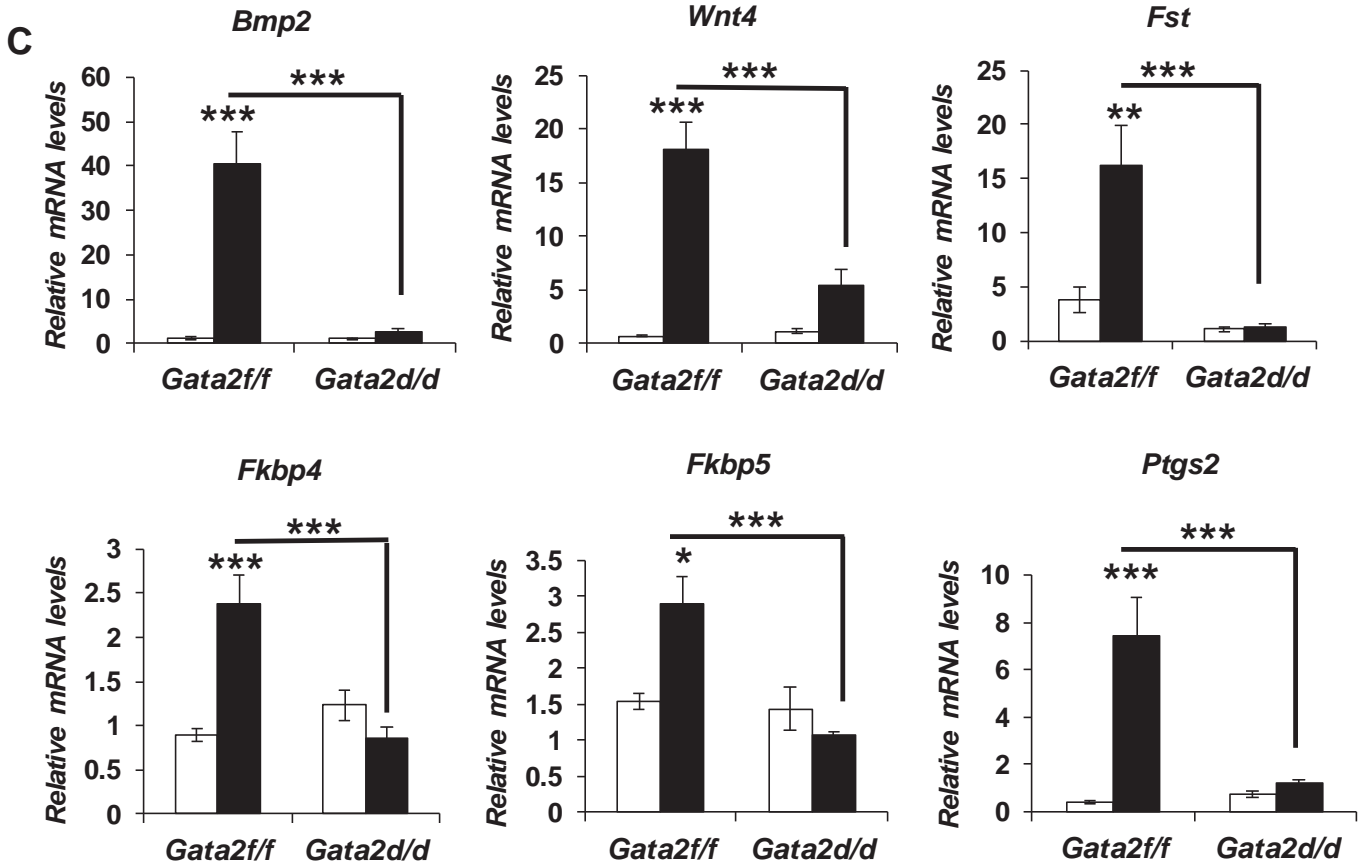 C
Bmp2
***
***
Relative mRNA levels
60
50
40
30
20
10
0
Gata2f/f Gata2d/d
Wnt4
***
***
Relative mRNA levels
25
20
15
10
5
0
Gata2f/f Gata2d/d
Fst
***
**
Relative mRNA levels
25
20
15
10
5
0
Gata2f/f Gata2d/d
Fkbp4
***
***
Relative mRNA levels
3
2.5
2
1.5
1
0.5
0
Gata2f/f Gata2d/d
Fkbp5
***
*
Relative mRNA levels
3.5
3
2.5
2
1.5
1
0.5
0
Gata2f/f Gata2d/d
Ptgs2
***
***
Relative mRNA levels
10
8
6
4
2
0
Gata2f/f Gata2d/d